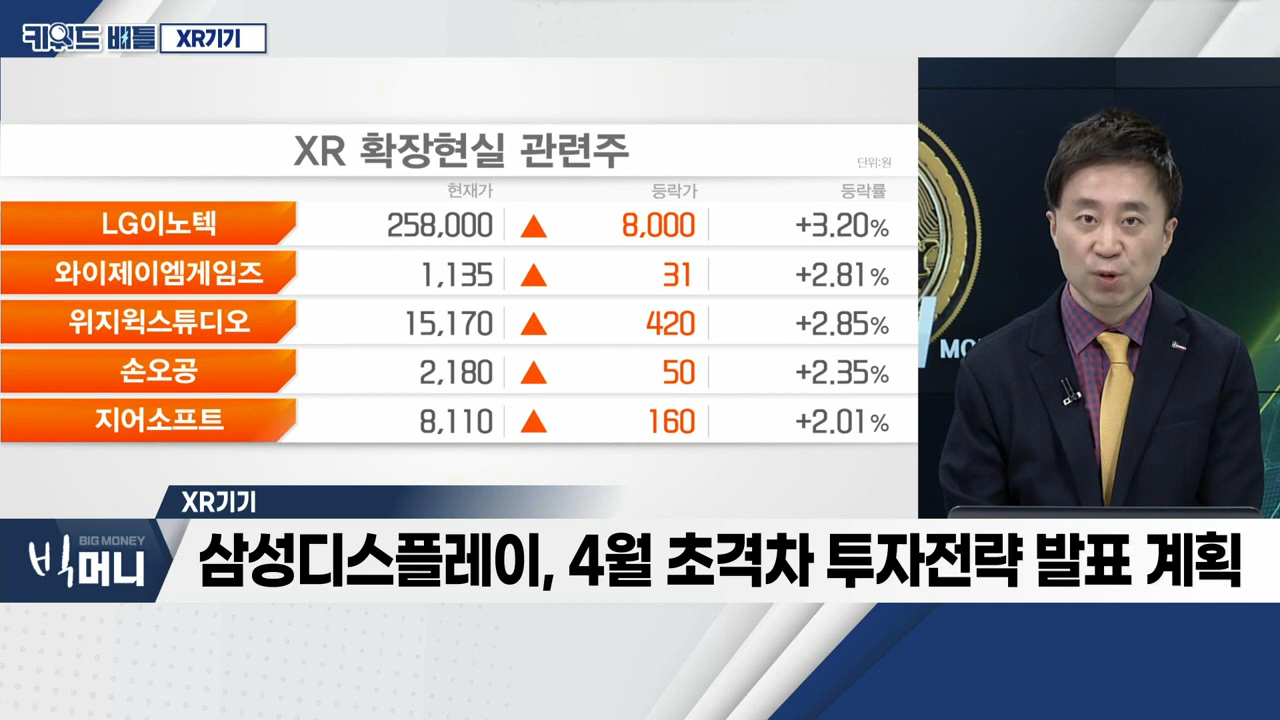 키워드 배틀 XR기기
XR 확장현실 관련주
단위:원
현재가 등락가 등락률
LG이노텍 258,000 ▲ 8,000 +3.20%
와이제이엠게임즈 1,135 ▲ 31 +2.81%
위지윅스튜디오 15,170 ▲ 420 +2.85%
손오공 2,180 ▲ 50 +2.35%
지어소프트 8,110 ▲ 160 +2.01%
XR기기
BIG MONEY
빅머니
삼성디스플레이, 4월 초격차 투자전략 발표 계획